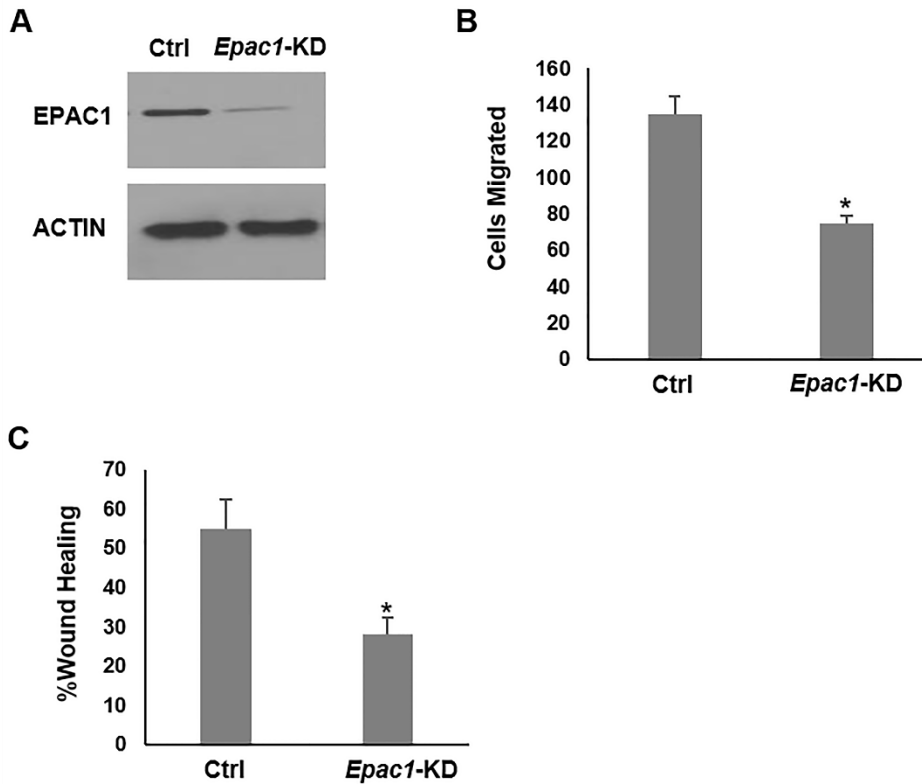 A
Ctrl Epac1-KD
EPAC1
ACTIN
B
160
140
120
100
80
60
40
20
0
Cells Migrated
*
Ctrl Epac1-KD
C
70
60
50
40
30
20
10
0
%Wound Healing
*
Ctrl Epac1-KD